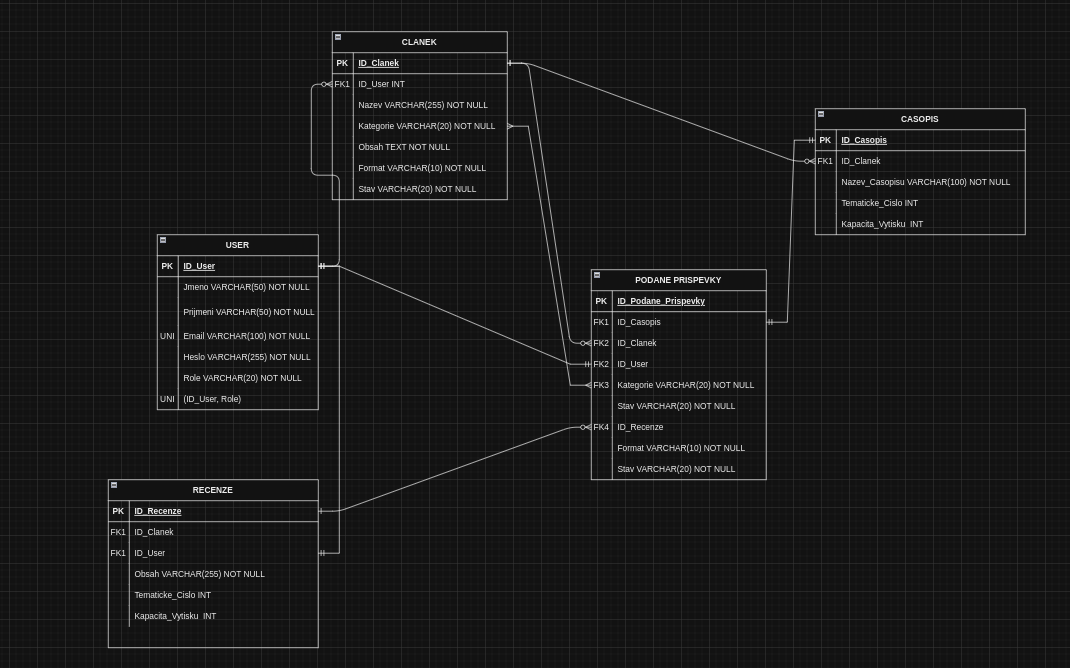 CLANEK
PK ID_Clanek
FK1 ID_User INT
Nazev VARCHAR(255) NOT NULL
Kategorie VARCHAR(20) NOT NULL
Obsah TEXT NOT NULL
Format VARCHAR(10) NOT NULL
Stav VARCHAR(20) NOT NULL
CASOPIS
PK ID_Casopis
FK1 ID_Clanek
Nazev_Casopisu VARCHAR(100) NOT NULL
Tematicke_Cislo INT
Kapacita_Vytisku INT
USER
PK ID_User
Jmeno VARCHAR(50) NOT NULL
Prijmeni VARCHAR(50) NOT NULL
UNI Email VARCHAR(100) NOT NULL
Heslo VARCHAR(255) NOT NULL
Role VARCHAR(20) NOT NULL
UNI (ID_User, Role)
PODANE PRISPEVKY
PK ID_Podane_Prispevky
FK1 ID_Casopis
FK2 ID_Clanek
FK2 ID_User
FK3 Kategorie VARCHAR(20) NOT NULL
Stav VARCHAR(20) NOT NULL
FK4 ID_Recenze
Format VARCHAR(10) NOT NULL
Stav VARCHAR(20) NOT NULL
RECENZE
PK ID_Recenze
FK1 ID_Clanek
FK1 ID_User
Obsah VARCHAR(255) NOT NULL
Tematicke_Cislo INT
Kapacita_Vytisku INT